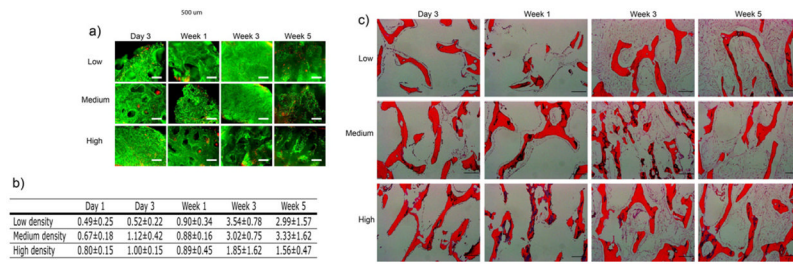 500 um
a)
Day 3 Week 1 Week 3 Week 5
Low
Medium
High
b)
Day 1 Day 3 Week 1 Week 3 Week 5
Low density 0.49±0.25 0.52±0.22 0.90±0.34 3.54±0.78 2.99±1.57
Medium density 0.67±0.18 1.12±0.42 0.88±0.16 3.02±0.75 3.33±1.62
High density 0.80±0.15 1.00±0.15 0.89±0.45 1.85±1.62 1.56±0.47
c)
Day 3 Week 1 Week 3 Week 5
Low
Medium
High